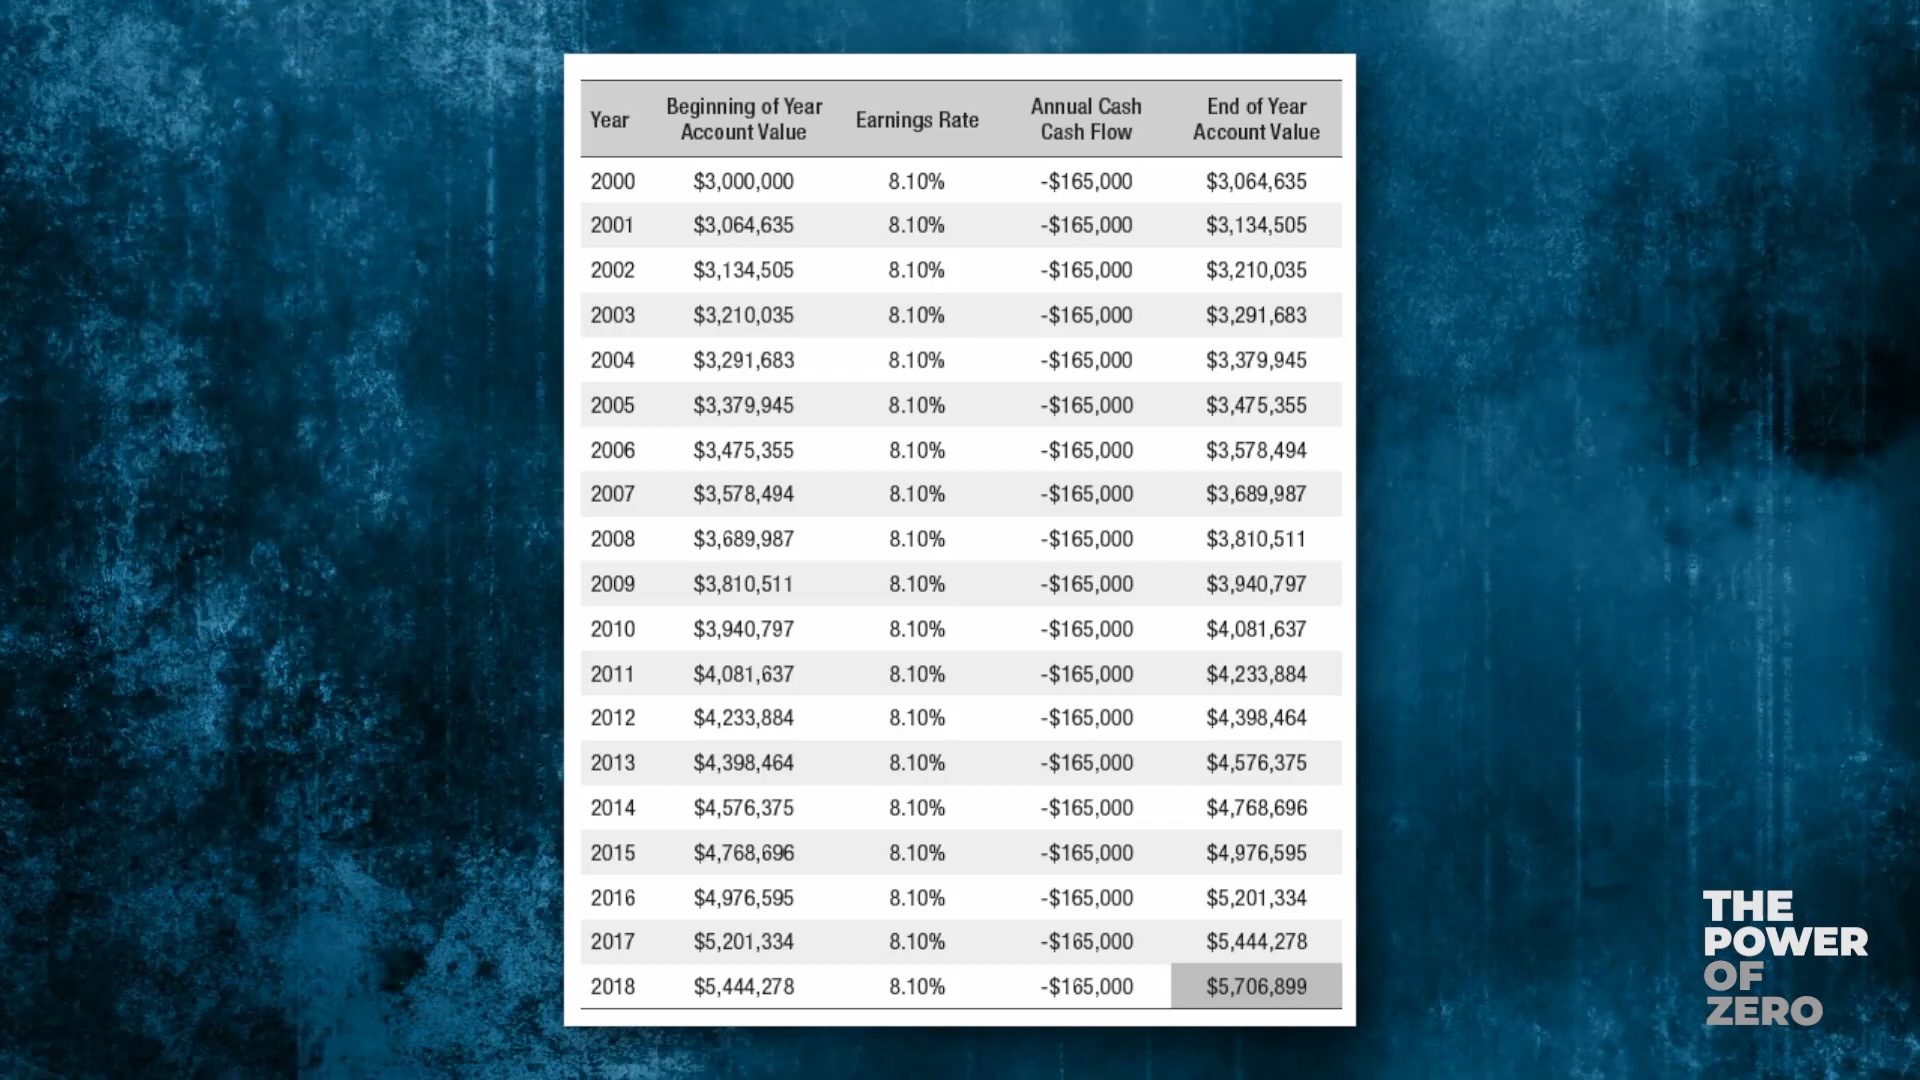 Year Beginning of Year Account Value Earnings Rate Annual Cash Cash Flow End of Year Account Value
2000 $3,000,000 8.10% -$165,000 $3,064,635
2001 $3,064,635 8.10% -$165,000 $3,134,505
2002 $3,134,505 8.10% -$165,000 $3,210,035
2003 $3,210,035 8.10% -$165,000 $3,291,683
2004 $3,291,683 8.10% -$165,000 $3,379,945
2005 $3,379,945 8.10% -$165,000 $3,475,355
2006 $3,475,355 8.10% -$165,000 $3,578,494
2007 $3,578,494 8.10% -$165,000 $3,689,987
2008 $3,689,987 8.10% -$165,000 $3,810,511
2009 $3,810,511 8.10% -$165,000 $3,940,797
2010 $3,940,797 8.10% -$165,000 $4,081,637
2011 $4,081,637 8.10% -$165,000 $4,233,884
2012 $4,233,884 8.10% -$165,000 $4,398,464
2013 $4,398,464 8.10% -$165,000 $4,576,375
2014 $4,576,375 8.10% -$165,000 $4,768,696
2015 $4,768,696 8.10% -$165,000 $4,976,595
2016 $4,976,595 8.10% -$165,000 $5,201,334
2017 $5,201,334 8.10% -$165,000 $5,444,278
2018 $5,444,278 8.10% -$165,000 $5,706,899
THE
POWER
OF
ZERO